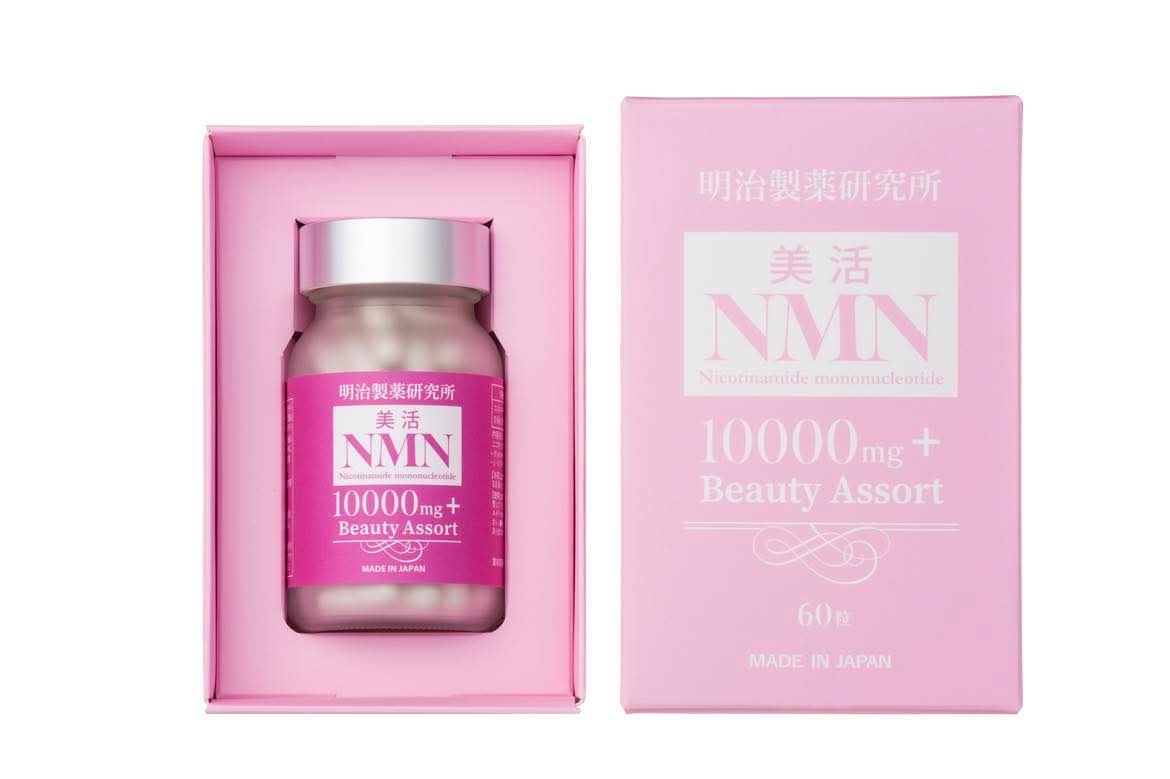 明治製薬研究所
美活
NMN
Nicotinamide mononucleotide
10000mg+
Beauty Assort
MADE IN JAPAN
明治製薬研究所
美活
NMN
Nicotinamide mononucleotide
10000mg+
Beauty Assort
60粒
MADE IN JAPAN